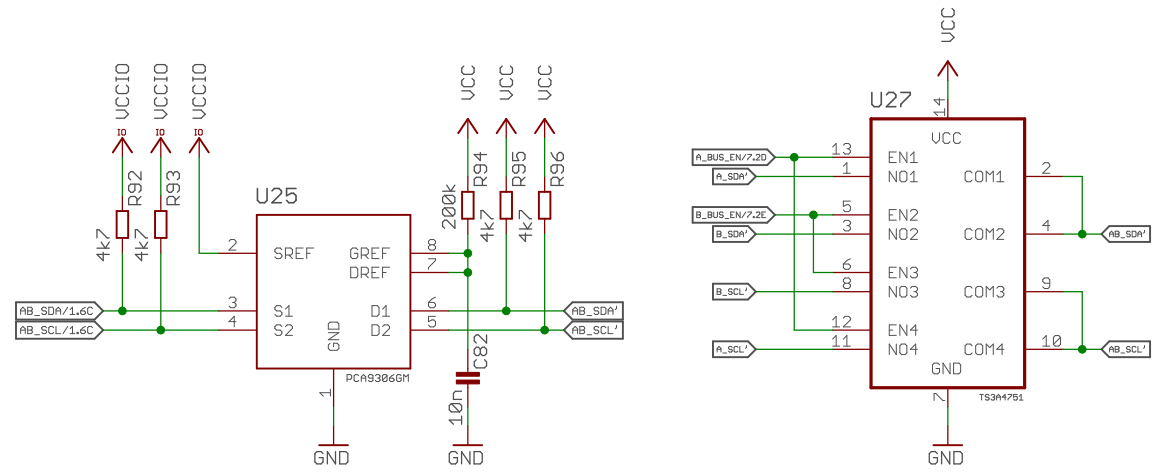 VCCIO
VCCIO
VCCIO
IO
IO
IO
R92
4k7
R93
4k7
VCC
VCC
VCC
R94
200k
R95
4k7
R96
4k7
U25
2 SREF
GREF 8
DREF 7
AB_SDA/1.6C
3 S1
D1 6
AB_SDA'
AB_SCL/1.6C
4 S2
D2 5
AB_SCL'
GND
1
PCA9306GM
C82
10n
GND
GND
VCC
14
U27
VCC
A_BUS_EN/7.2D
13 EN1
A_SDA'
1 NO1
COM1 2
B_BUS_EN/7.2E
5 EN2
B_SDA'
3 NO2
COM2 4
AB_SDA'
6 EN3
B_SCL'
8 NO3
COM3 9
12 EN4
A_SCL'
11 NO4
COM4 10
AB_SCL'
GND
7
TS3A4751
GND